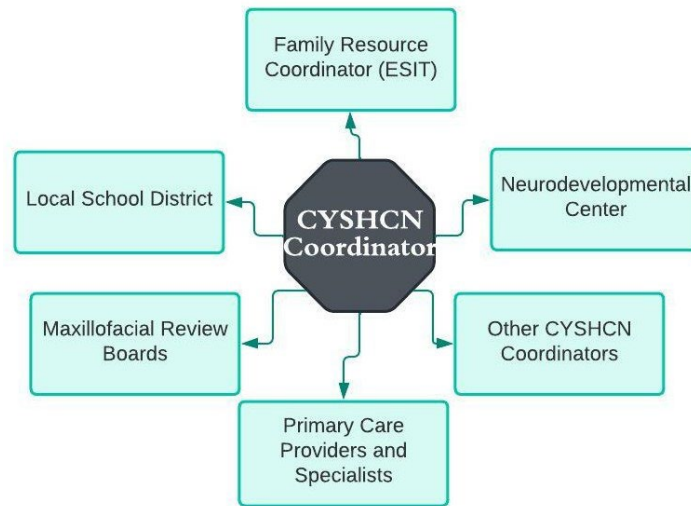 Family Resource
Coordinator (ESIT)
Local School District
CYSHCN
Coordinator
Neurodevelopmental
Center
Maxillofacial Review
Boards
Other CYSHCN
Coordinators
Primary Care
Providers and
Specialists